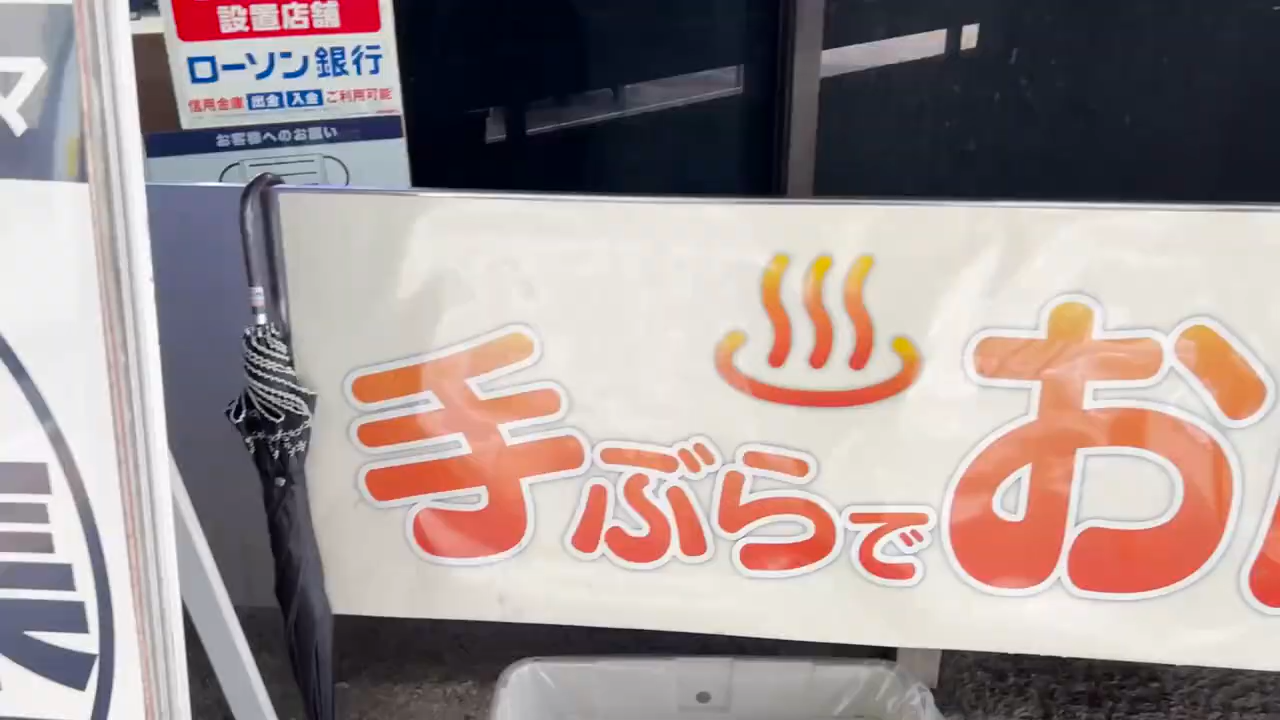 設置店舗
ローソン銀行
信用金庫 出金 入金 ご利用可能
お客様へのお願い
マ
手ぶらでお